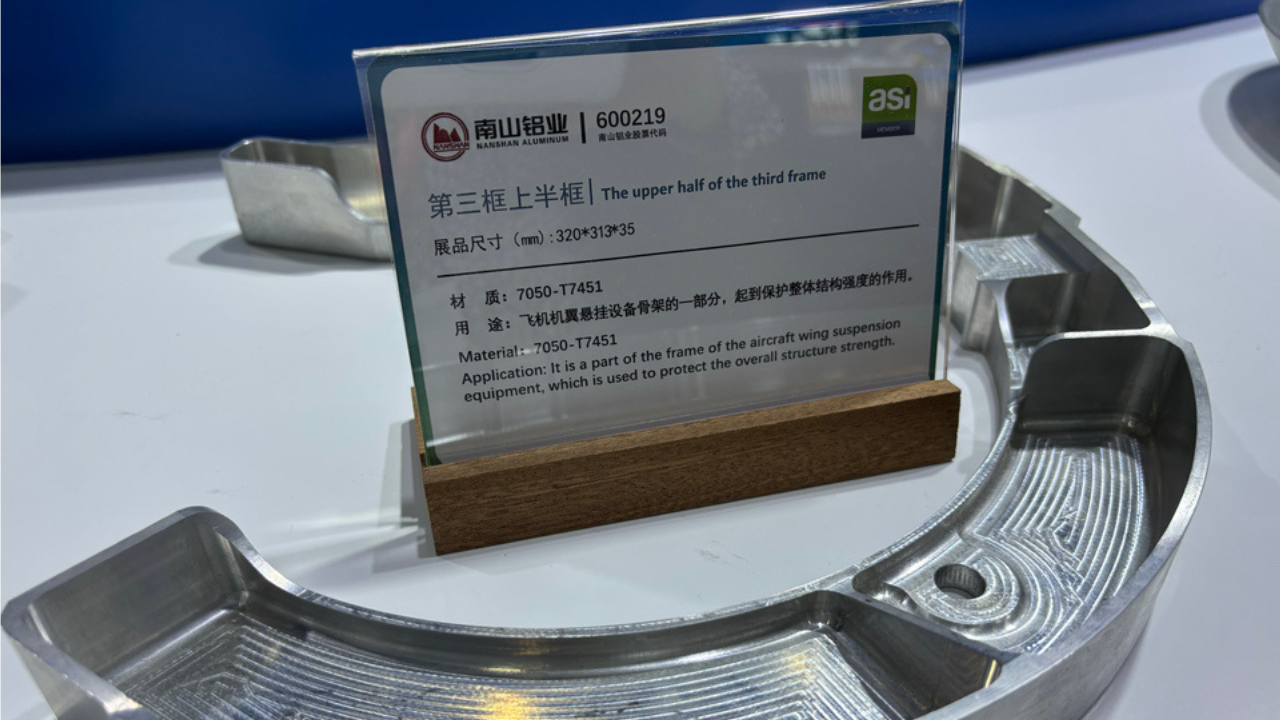 NANSHAN
南山铝业
NANSHAN ALUMINUM
600219
南山铝业股票代码
asi
MEMBER
第三框上半框 | The upper half of the third frame
展品尺寸 (mm) : 320*313*35
材 质: 7050-T7451
用 途: 飞机机翼悬挂设备骨架的一部分，起到保护整体结构强度的作用。
Material: 7050-T7451
Application: It is a part of the frame of the aircraft wing suspension
equipment, which is used to protect the overall structure strength.